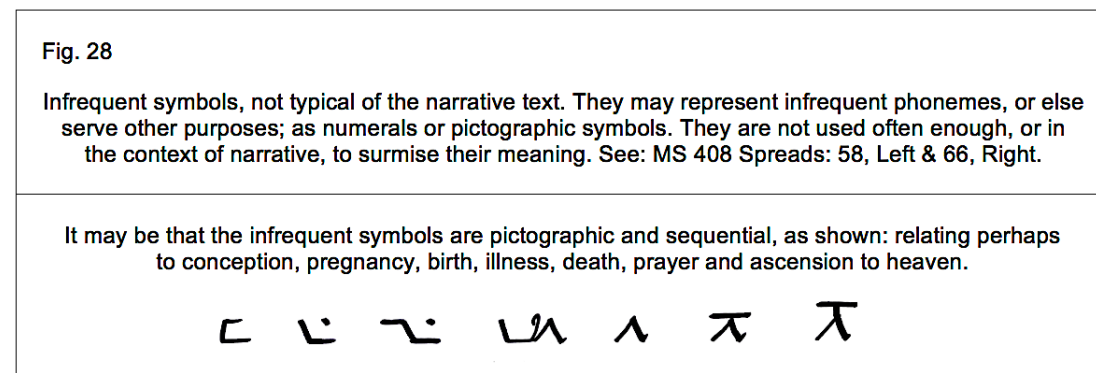 Fig. 28
Infrequent symbols, not typical of the narrative text. They may represent infrequent phonemes, or else
serve other purposes; as numerals or pictographic symbols. They are not used often enough, or in
the context of narrative, to surmise their meaning. See: MS 408 Spreads: 58, Left & 66, Right.
It may be that the infrequent symbols are pictographic and sequential, as shown: relating perhaps
to conception, pregnancy, birth, illness, death, prayer and ascension to heaven.